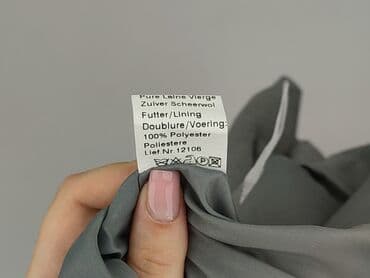 Pure Laine Vierge
Zuiver Scheerwol
Futter/Lining
Doublure/Voering:
100% Polyester
Poliestere
Lief.Nr.12106